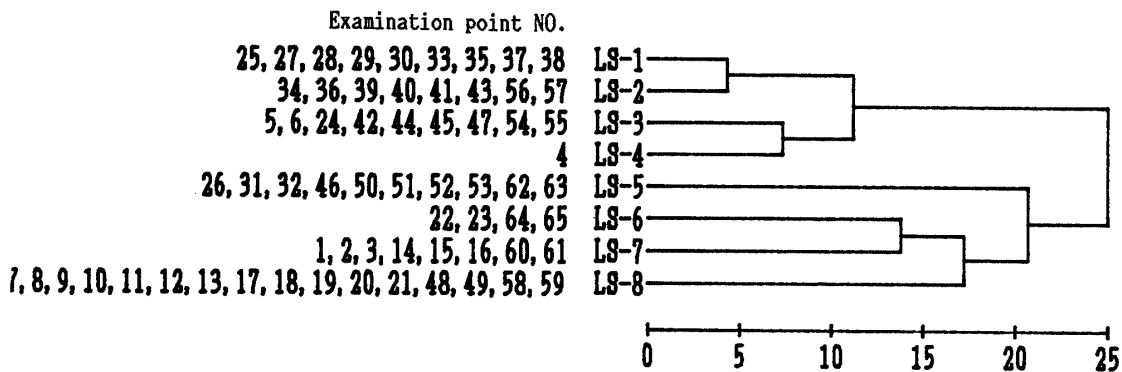 Examination point NO.
25, 27, 28, 29, 30, 33, 35, 37, 38 LS-1
34, 36, 39, 40, 41, 43, 56, 57 LS-2
5, 6, 24, 42, 44, 45, 47, 54, 55 LS-3
4 LS-4
26, 31, 32, 46, 50, 51, 52, 53, 62, 63 LS-5
22, 23, 64, 65 LS-6
1, 2, 3, 14, 15, 16, 60, 61 LS-7
7, 8, 9, 10, 11, 12, 13, 17, 18, 19, 20, 21, 48, 49, 58, 59 LS-8
0 5 10 15 20 25